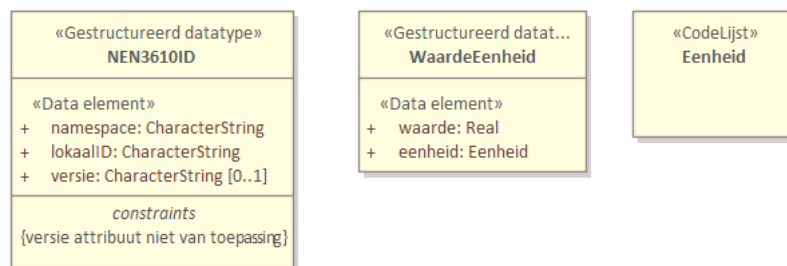 «Gestructureerd datatype»
NEN3610ID
«Data element»
+ namespace: CharacterString
+ lokaalID: CharacterString
+ versie: CharacterString [0..1]
constraints
{versie attribuut niet van toepassing}
«Gestructureerd datat...
WaardeEenheid
«Data element»
+ waarde: Real
+ eenheid: Eenheid
«CodeLijst»
Eenheid